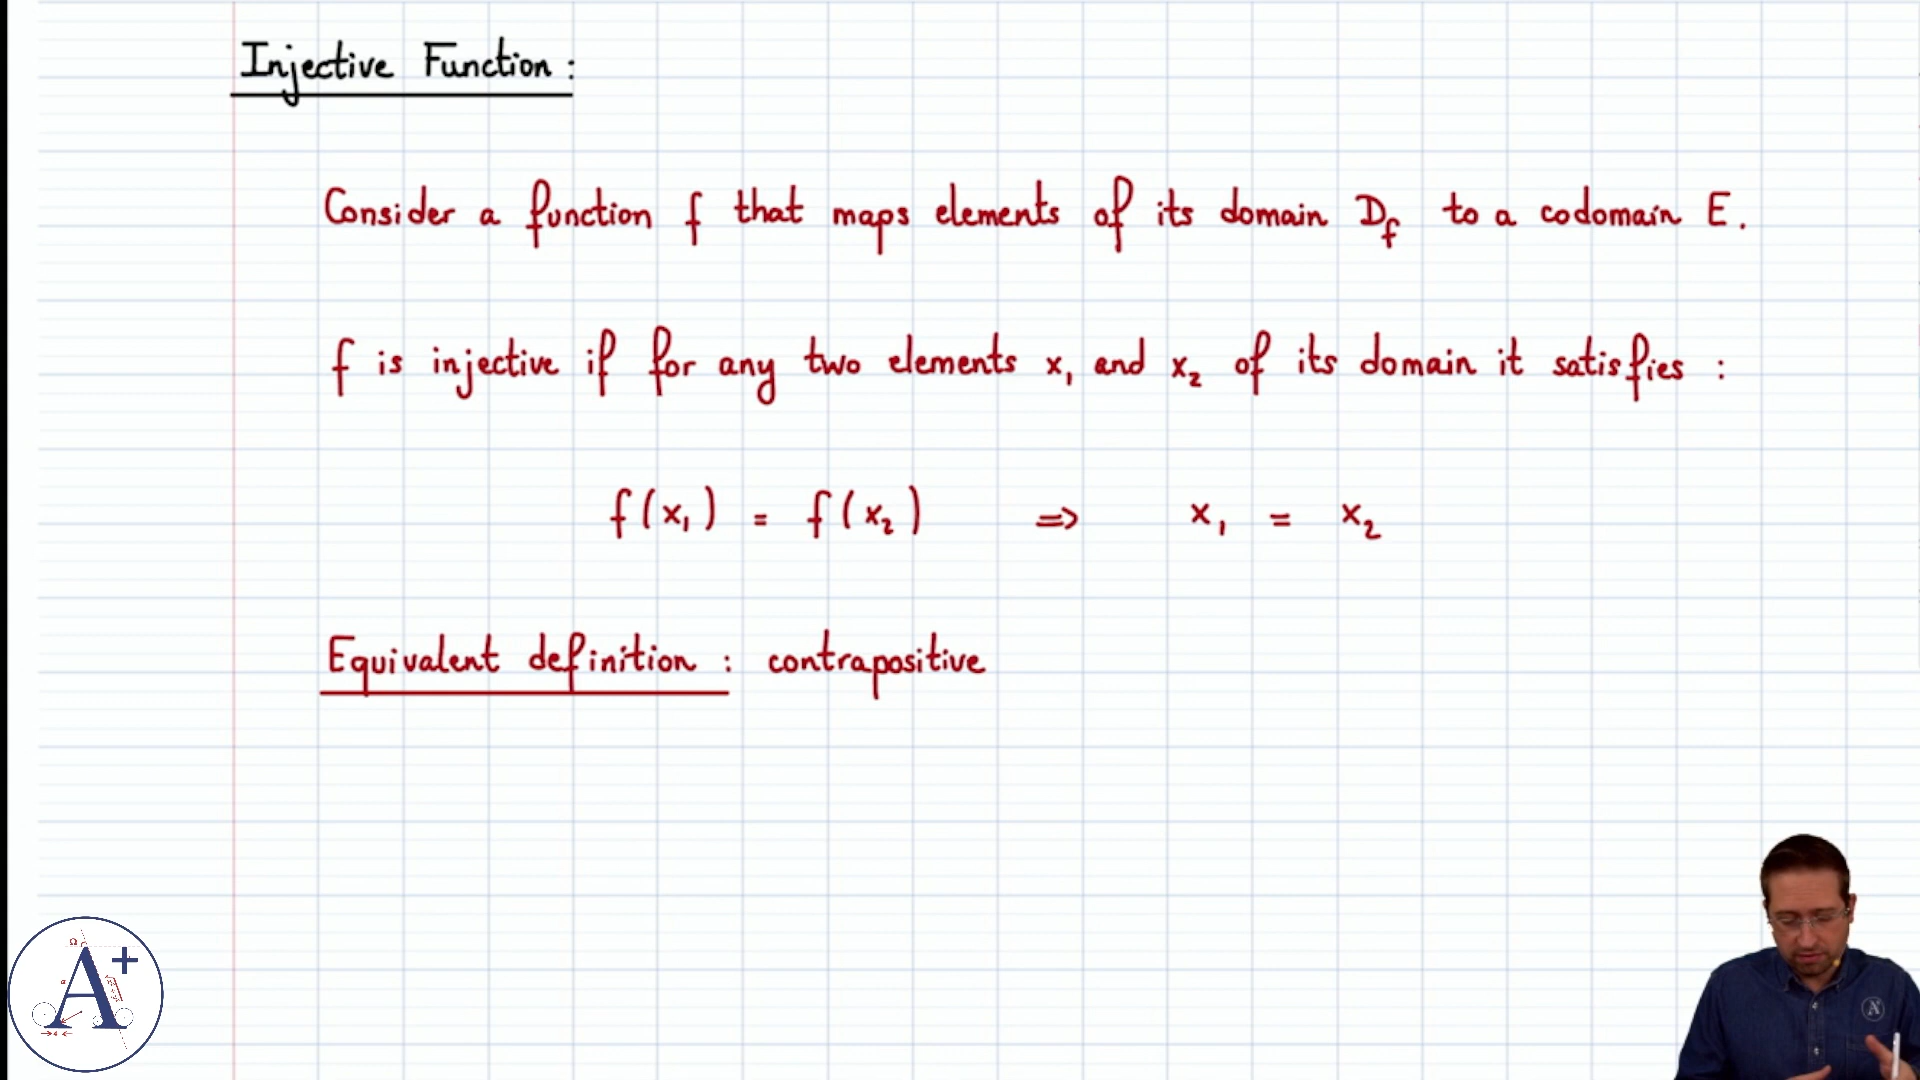 Injective Function :
Consider a function f that maps elements of its domain D_f to a codomain E.
f is injective if for any two elements x₁ and x₂ of its domain it satisfies :
f(x₁) = f(x₂) ⇒ x₁ = x₂
Equivalent definition : contrapositive
A+